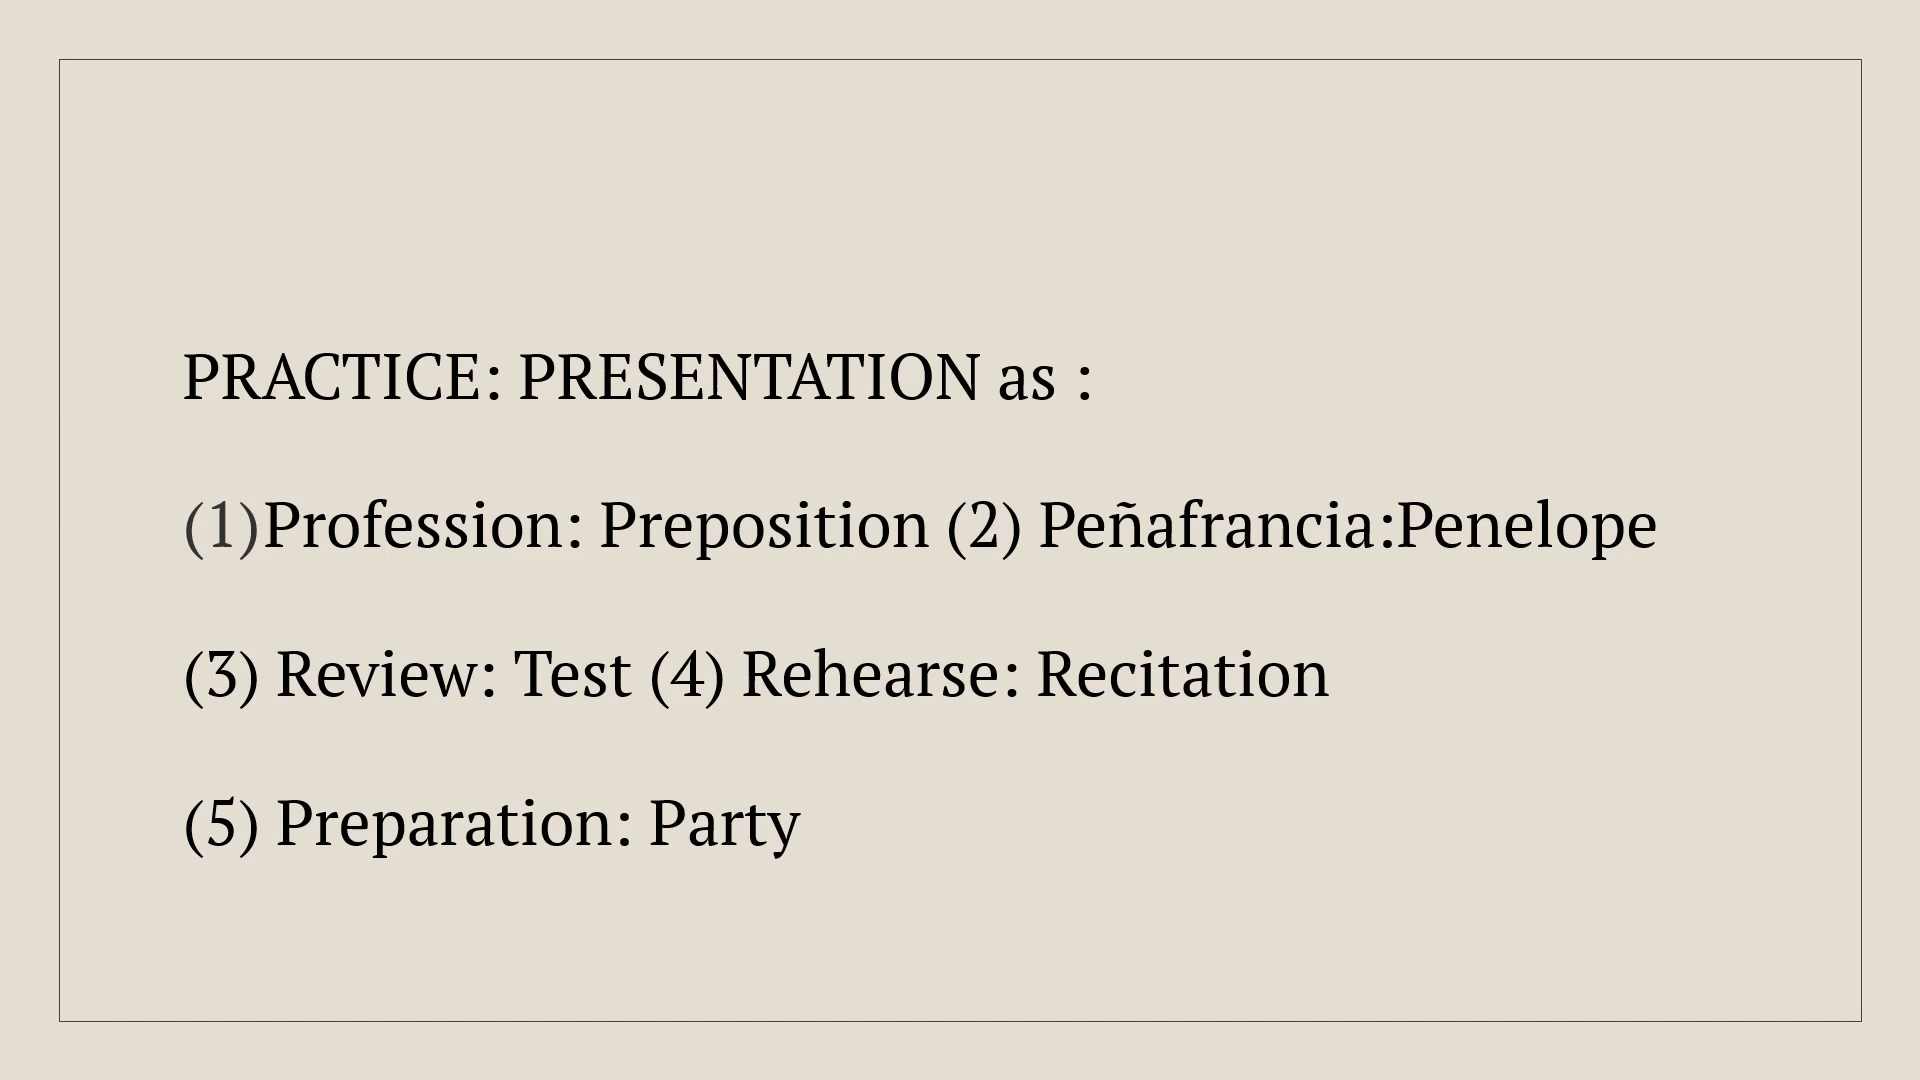 PRACTICE: PRESENTATION as :
(1)Profession: Preposition (2) Peñafrancia:Penelope
(3) Review: Test (4) Rehearse: Recitation
(5) Preparation: Party